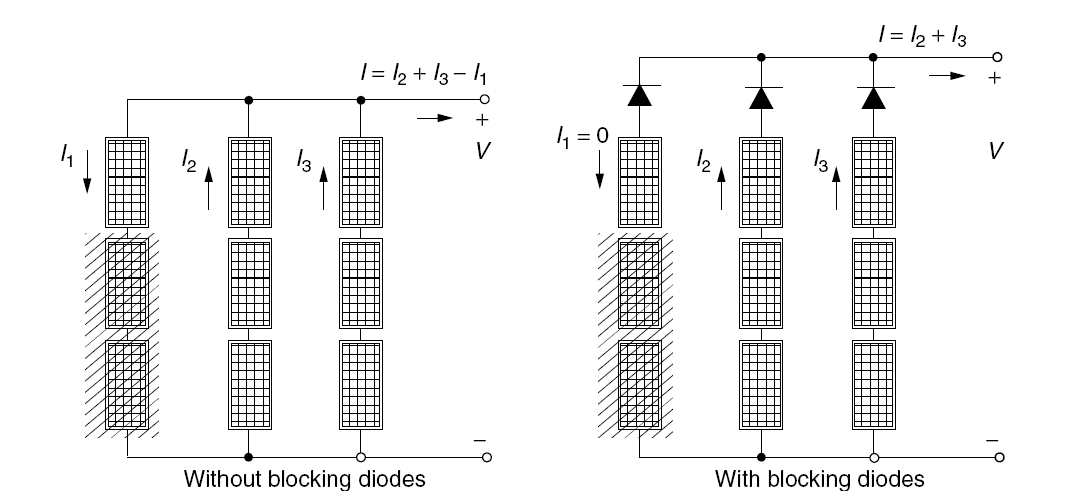 I = I₂ + I₃ – I₁
+
V
I₁
I₂
I₃
–
Without blocking diodes
I = I₂ + I₃
+
V
I₁ = 0
I₂
I₃
–
With blocking diodes